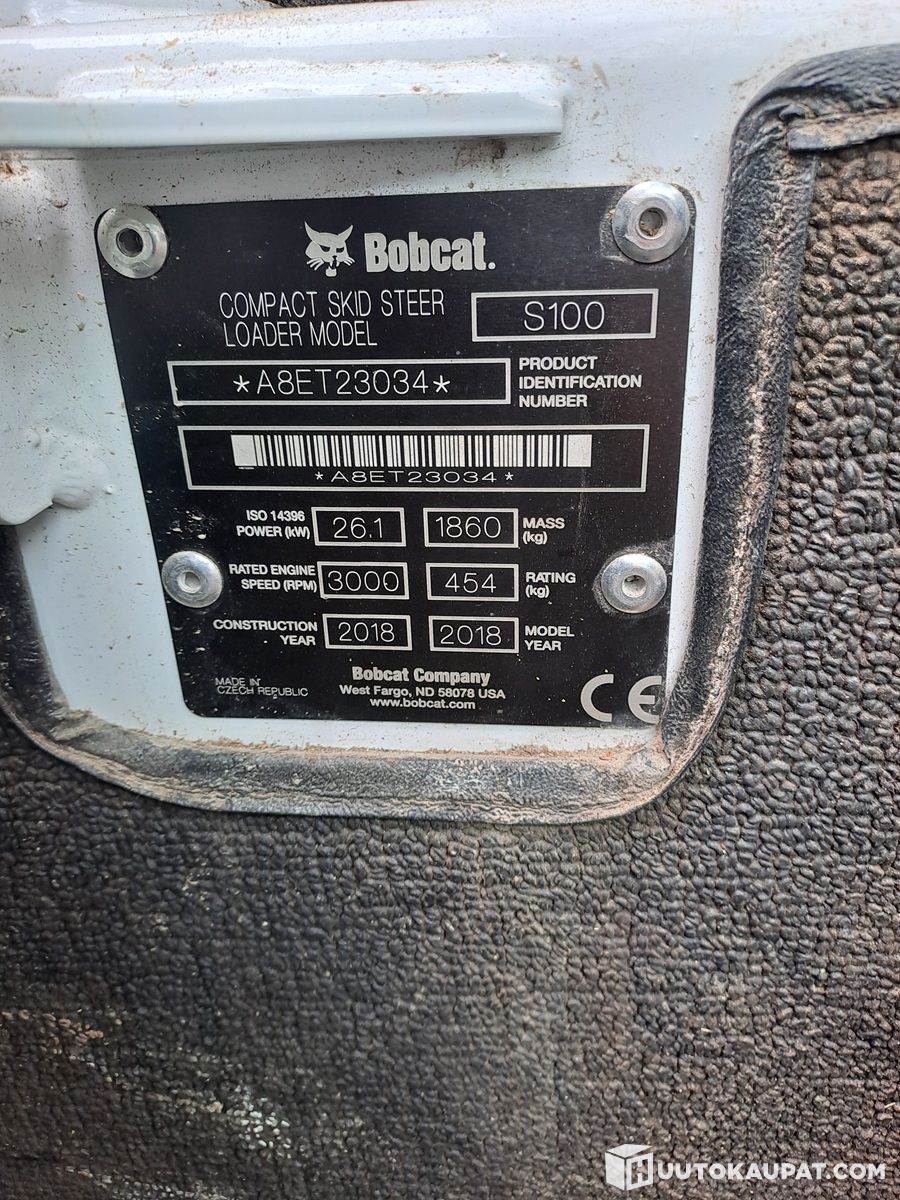 Bobcat.
COMPACT SKID STEER
LOADER MODEL
S100
*A8ET23034*
PRODUCT
IDENTIFICATION
NUMBER
*A8ET23034*
ISO 14396
POWER (kW)
26.1
1860
MASS
(kg)
RATED ENGINE
SPEED (RPM)
3000
454
RATING
(kg)
CONSTRUCTION
YEAR
2018
2018
MODEL
YEAR
MADE IN
CZECH REPUBLIC
Bobcat Company
West Fargo, ND 58078 USA
www.bobcat.com
CE
HUUTOKAUPAT.COM